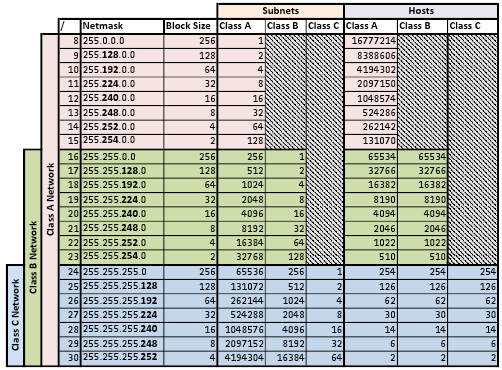 Subnets Hosts
/ Netmask Block Size Class A Class B Class C Class A Class B Class C
8 255.0.0.0 256 1 16777214
9 255.128.0.0 128 2 8388606
10 255.192.0.0 64 4 4194302
11 255.224.0.0 32 8 2097150
12 255.240.0.0 16 16 1048574
13 255.248.0.0 8 32 524286
14 255.252.0.0 4 64 262142
15 255.254.0.0 2 128 131070
16 255.255.0.0 256 256 1 65534 65534
17 255.255.128.0 128 512 2 32766 32766
18 255.255.192.0 64 1024 4 16382 16382
19 255.255.224.0 32 2048 8 8190 8190
20 255.255.240.0 16 4096 16 4094 4094
21 255.255.248.0 8 8192 32 2046 2046
22 255.255.252.0 4 16384 64 1022 1022
23 255.255.254.0 2 32768 128 510 510
24 255.255.255.0 256 65536 256 1 254 254 254
25 255.255.255.128 128 131072 512 2 126 126 126
26 255.255.255.192 64 262144 1024 4 62 62 62
27 255.255.255.224 32 524288 2048 8 30 30 30
28 255.255.255.240 16 1048576 4096 16 14 14 14
29 255.255.255.248 8 2097152 8192 32 6 6 6
30 255.255.255.252 4 4194304 16384 64 2 2 2
Class C Network
Class B Network
Class A Network